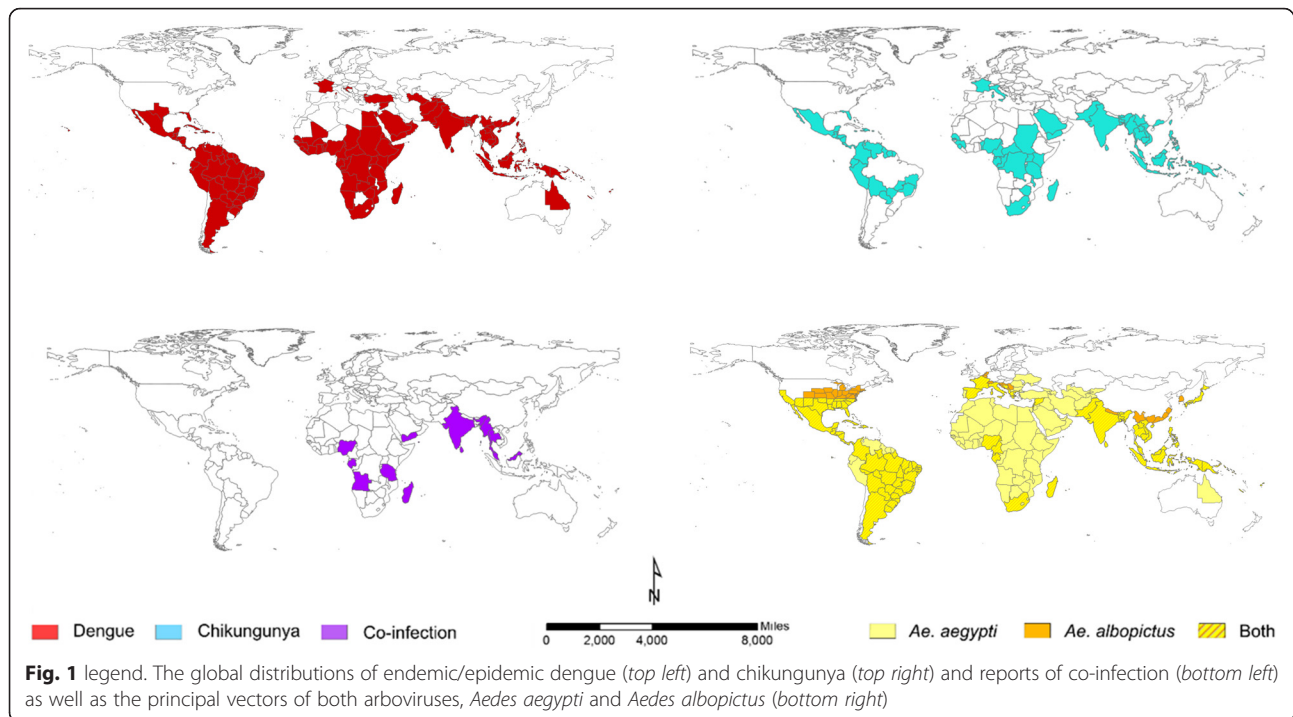 N
Dengue Chikungunya Co-infection
Miles
0 2,000 4,000 8,000
Ae. aegypti Ae. albopictus Both
Fig. 1 legend. The global distributions of endemic/epidemic dengue (top left) and chikungunya (top right) and reports of co-infection (bottom left)
as well as the principal vectors of both arboviruses, Aedes aegypti and Aedes albopictus (bottom right)